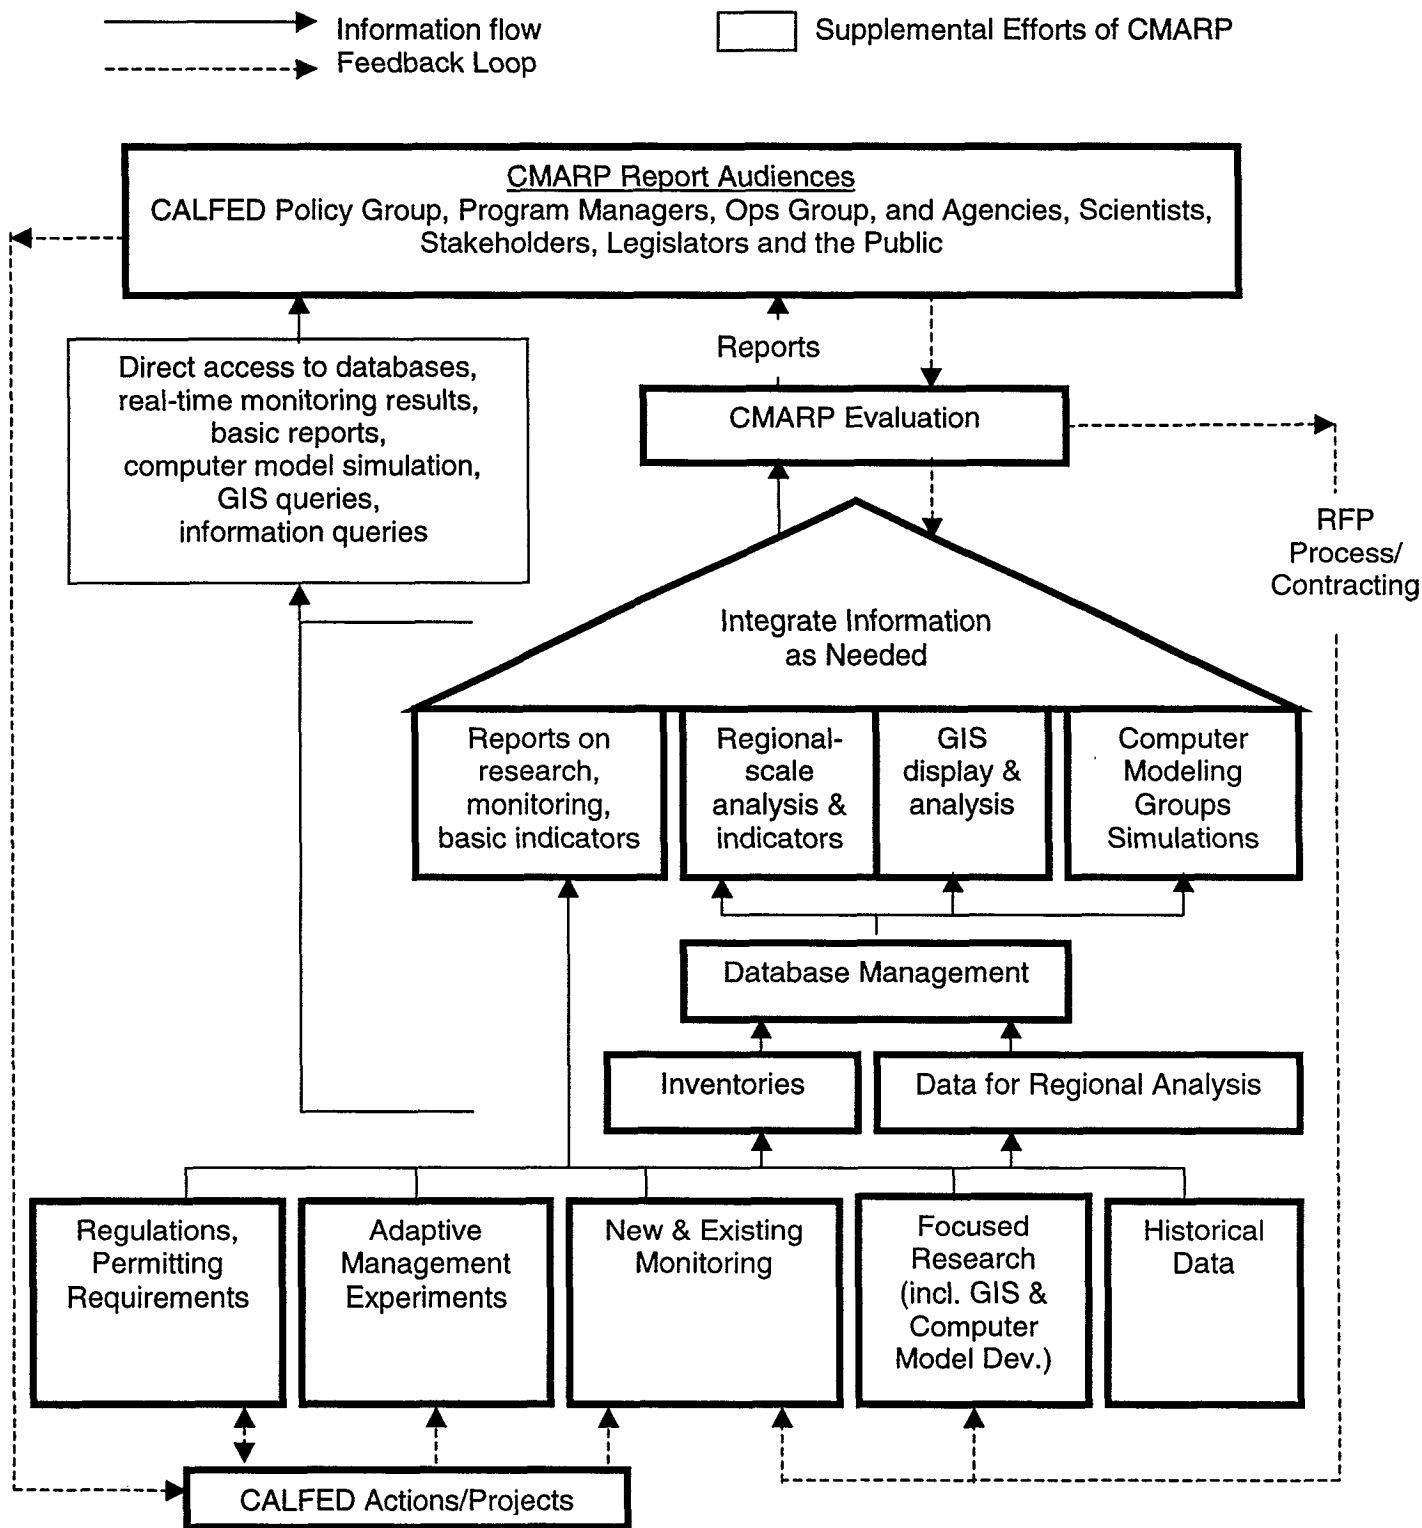 Information flow
Feedback Loop
Supplemental Efforts of CMARP
CMARP Report Audiences
CALFED Policy Group, Program Managers, Ops Group, and Agencies, Scientists,
Stakeholders, Legislators and the Public
Direct access to databases,
real-time monitoring results,
basic reports,
computer model simulation,
GIS queries,
information queries
Reports
CMARP Evaluation
RFP
Process/
Contracting
Integrate Information
as Needed
Reports on
research,
monitoring,
basic indicators
Regional-
scale
analysis &
indicators
GIS
display &
analysis
Computer
Modeling
Groups
Simulations
Database Management
Inventories
Data for Regional Analysis
Regulations,
Permitting
Requirements
Adaptive
Management
Experiments
New & Existing
Monitoring
Focused
Research
(incl. GIS &
Computer
Model Dev.)
Historical
Data
CALFED Actions/Projects